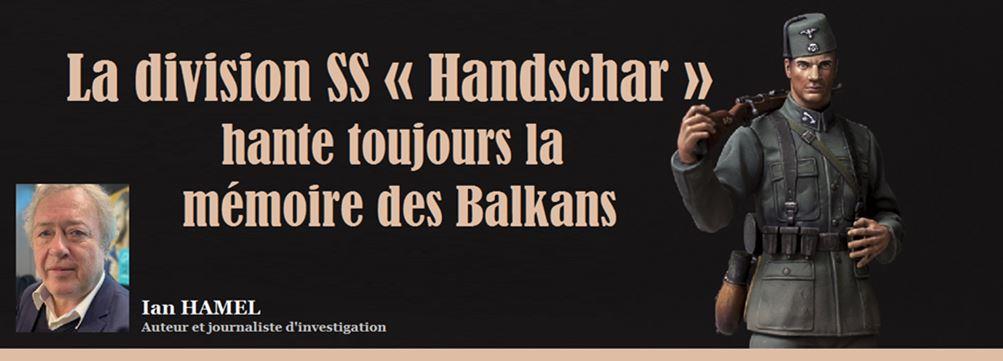 La division SS « Handschar »
hante toujours la
mémoire des Balkans
Ian HAMEL
Auteur et journaliste d'investigation